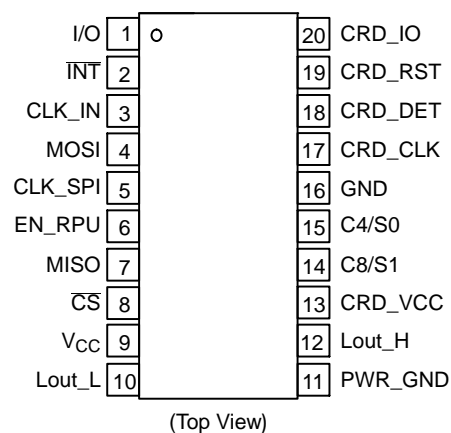 I/O 1 20 CRD_IO
INT 2 19 CRD_RST
CLK_IN 3 18 CRD_DET
MOSI 4 17 CRD_CLK
CLK_SPI 5 16 GND
EN_RPU 6 15 C4/S0
MISO 7 14 C8/S1
CS 8 13 CRD_VCC
VCC 9 12 Lout_H
Lout_L 10 11 PWR_GND
(Top View)